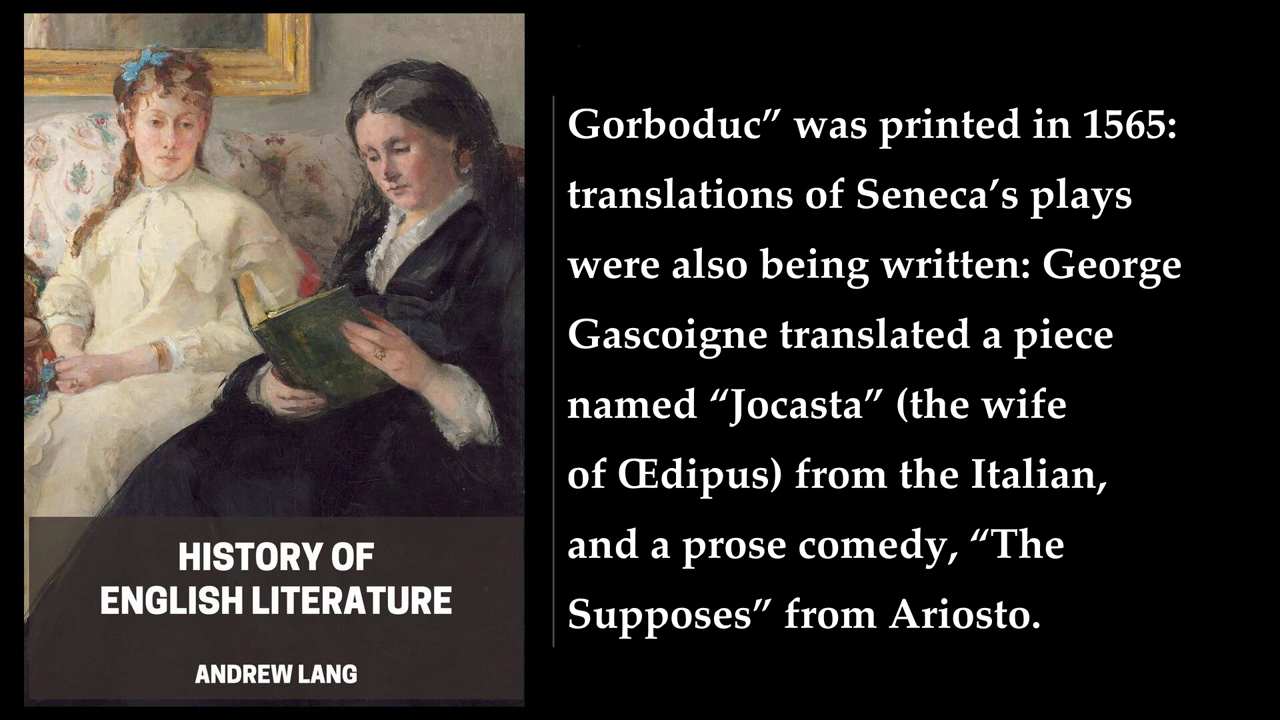 HISTORY OF
ENGLISH LITERATURE
ANDREW LANG
Gorboduc” was printed in 1565:
translations of Seneca’s plays
were also being written: George
Gascoigne translated a piece
named “Jocasta” (the wife
of Œdipus) from the Italian,
and a prose comedy, “The
Supposes” from Ariosto.